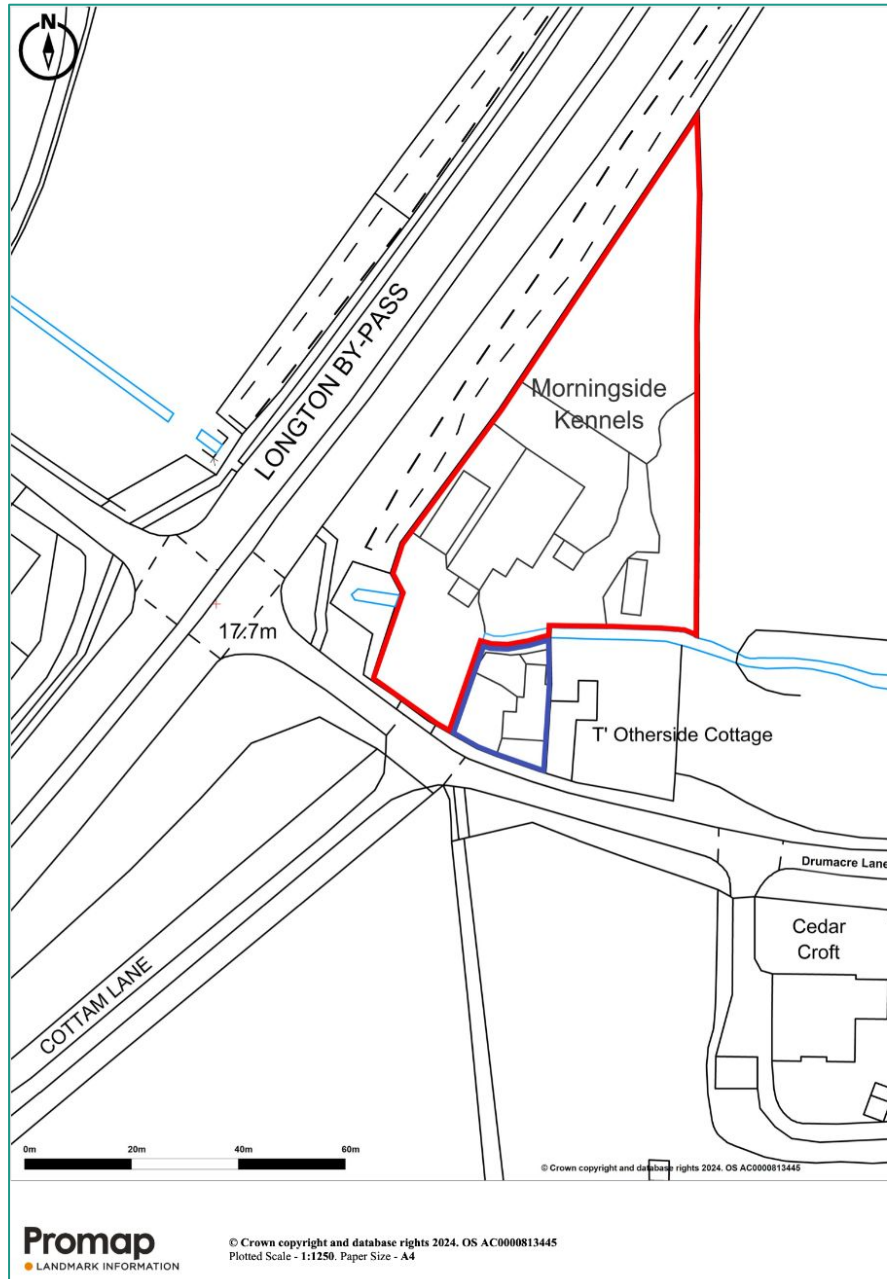 N
LONGTON BY-PASS
Morningside
Kennels
17.7m
T' Otherside Cottage
Drumacre Lane
Cedar
Croft
COTTAM LANE
0m 20m 40m 60m
© Crown copyright and database rights 2024. OS AC0000813445
Promap
LANDMARK INFORMATION
© Crown copyright and database rights 2024. OS AC0000813445
Plotted Scale - 1:1250. Paper Size - A4